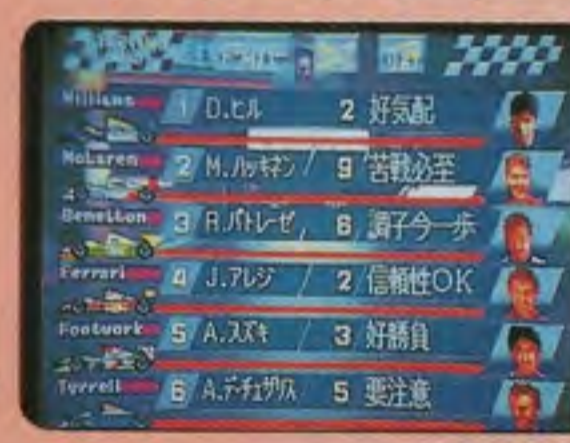 Williams 1 D.ヒル 2 好気配
McLaren 2 M.ハッキネン 9 苦戦必至
Benetton 3 R.パトレーゼ 6 調子今一歩
Ferrari 4 J.アレジ 2 信頼性OK
Footwork 5 A.スズキ 3 好勝負
Tyrrell 6 A.デ・チェザリス 5 要注意